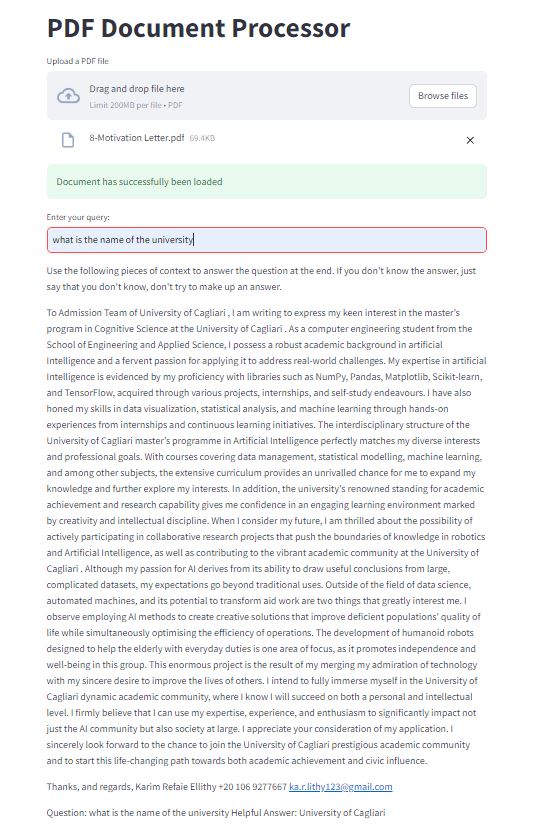 PDF Document Processor
Upload a PDF file
Drag and drop file here
Limit 200MB per file • PDF
Browse files
8-Motivation Letter.pdf 69.4KB
Document has successfully been loaded
Enter your query:
what is the name of the university
Use the following pieces of context to answer the question at the end. If you don't know the answer, just
say that you don't know, don't try to make up an answer.
To Admission Team of University of Cagliari , I am writing to express my keen interest in the master's
program in Cognitive Science at the University of Cagliari . As a computer engineering student from the
School of Engineering and Applied Science, I possess a robust academic background in artificial
Intelligence and a fervent passion for applying it to address real-world challenges. My expertise in artificial
Intelligence is evidenced by my proficiency with libraries such as NumPy, Pandas, Matplotlib, Scikit-learn,
and TensorFlow, acquired through various projects, internships, and self-study endeavours. I have also
honed my skills in data visualization, statistical analysis, and machine learning through hands-on
experiences from internships and continuous learning initiatives. The interdisciplinary structure of the
University of Cagliari master's programme in Artificial Intelligence perfectly matches my diverse interests
and professional goals. With courses covering data management, statistical modelling, machine learning,
and among other subjects, the extensive curriculum provides an unrivalled chance for me to expand my
knowledge and further explore my interests. In addition, the university's renowned standing for academic
achievement and research capability gives me confidence in an engaging learning environment marked
by creativity and intellectual discipline. When I consider my future, I am thrilled about the possibility of
actively participating in collaborative research projects that push the boundaries of knowledge in robotics
and Artificial Intelligence, as well as contributing to the vibrant academic community at the University of
Cagliari . Although my passion for AI derives from its ability to draw useful conclusions from large,
complicated datasets, my expectations go beyond traditional uses. Outside of the field of data science,
automated machines, and its potential to transform aid work are two things that greatly interest me. I
observe employing AI methods to create creative solutions that improve deficient populations' quality of
life while simultaneously optimising the efficiency of operations. The development of humanoid robots
designed to help the elderly with everyday duties is one area of focus, as it promotes independence and
well-being in this group. This enormous project is the result of my merging my admiration of technology
with my sincere desire to improve the lives of others. I intend to fully immerse myself in the University of
Cagliari dynamic academic community, where I know I will succeed on both a personal and intellectual
level. I firmly believe that I can use my expertise, experience, and enthusiasm to significantly impact not
just the AI community but also society at large. I appreciate your consideration of my application. I
sincerely look forward to the chance to join the University of Cagliari prestigious academic community
and to start this life-changing path towards both academic achievement and civic influence.
Thanks, and regards, Karim Refaie Ellithy +20 106 9277667 ka.r.lithy123@gmail.com
Question: what is the name of the university Helpful Answer: University of Cagliari